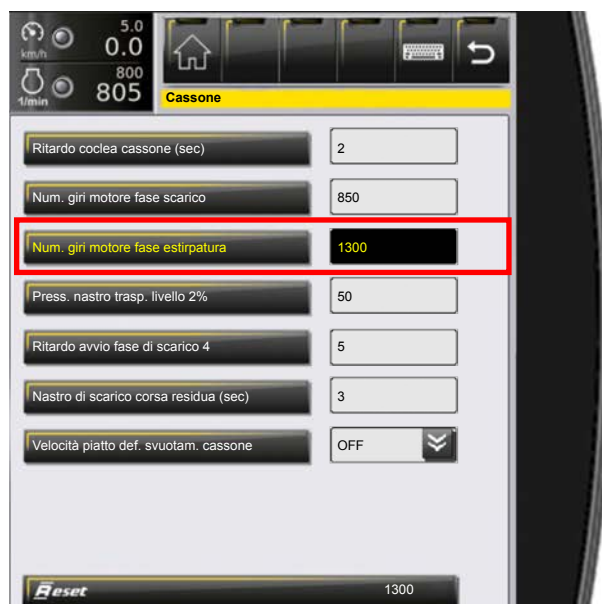 5.0
km/h 0.0
800
1/min 805
Cassone
Ritardo coclea cassone (sec) 2
Num. giri motore fase scarico 850
Num. giri motore fase estirpatura 1300
Press. nastro trasp. livello 2% 50
Ritardo avvio fase di scarico 4 5
Nastro di scarico corsa residua (sec) 3
Velocità piatto def. svuotam. cassone OFF
Reset 1300